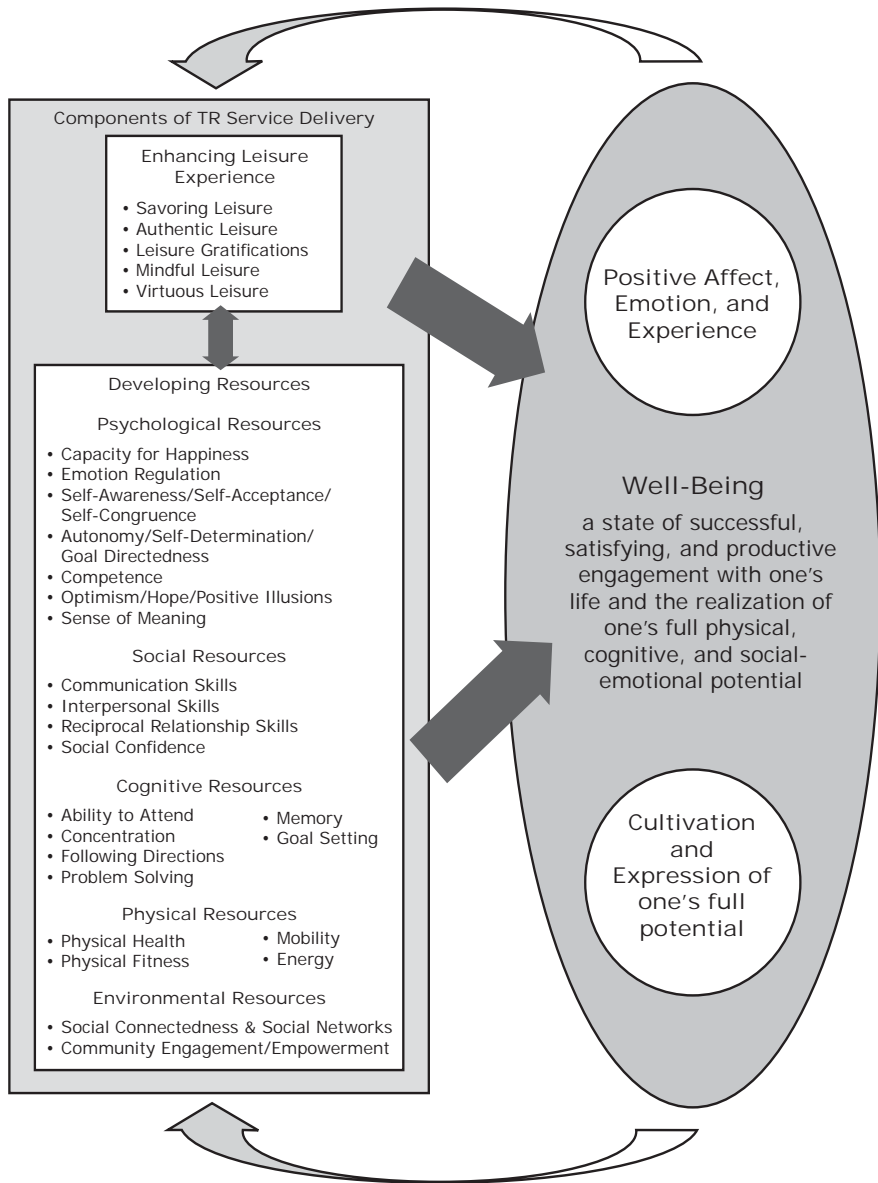 Components of TR Service Delivery
Enhancing Leisure
Experience
• Savoring Leisure
• Authentic Leisure
• Leisure Gratifications
• Mindful Leisure
• Virtuous Leisure
Developing Resources
Psychological Resources
• Capacity for Happiness
• Emotion Regulation
• Self-Awareness/Self-Acceptance/
Self-Congruence
• Autonomy/Self-Determination/
Goal Directedness
• Competence
• Optimism/Hope/Positive Illusions
• Sense of Meaning
Social Resources
• Communication Skills
• Interpersonal Skills
• Reciprocal Relationship Skills
• Social Confidence
Cognitive Resources
• Ability to Attend
• Concentration
• Following Directions
• Problem Solving
• Memory
• Goal Setting
Physical Resources
• Physical Health
• Physical Fitness
• Mobility
• Energy
Environmental Resources
• Social Connectedness & Social Networks
• Community Engagement/Empowerment
Positive Affect,
Emotion, and
Experience
Well-Being
a state of successful,
satisfying, and productive
engagement with one’s
life and the realization of
one’s full physical,
cognitive, and social-
emotional potential
Cultivation
and
Expression of
one’s full
potential